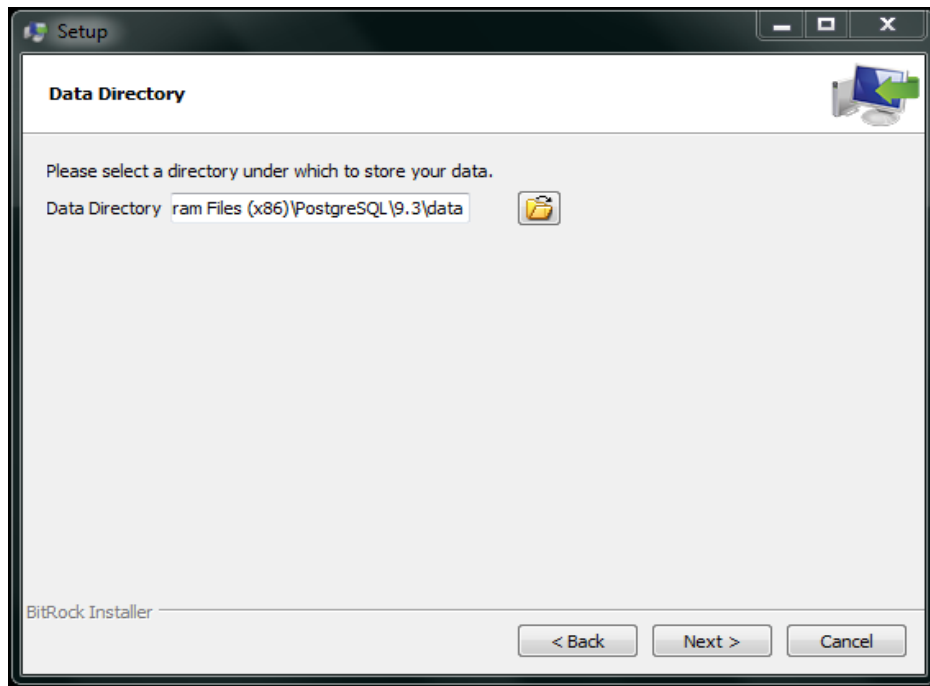 Setup
Data Directory
Please select a directory under which to store your data.
Data Directory ram Files (x86)\PostgreSQL\9.3\data
BitRock Installer
< Back Next > Cancel